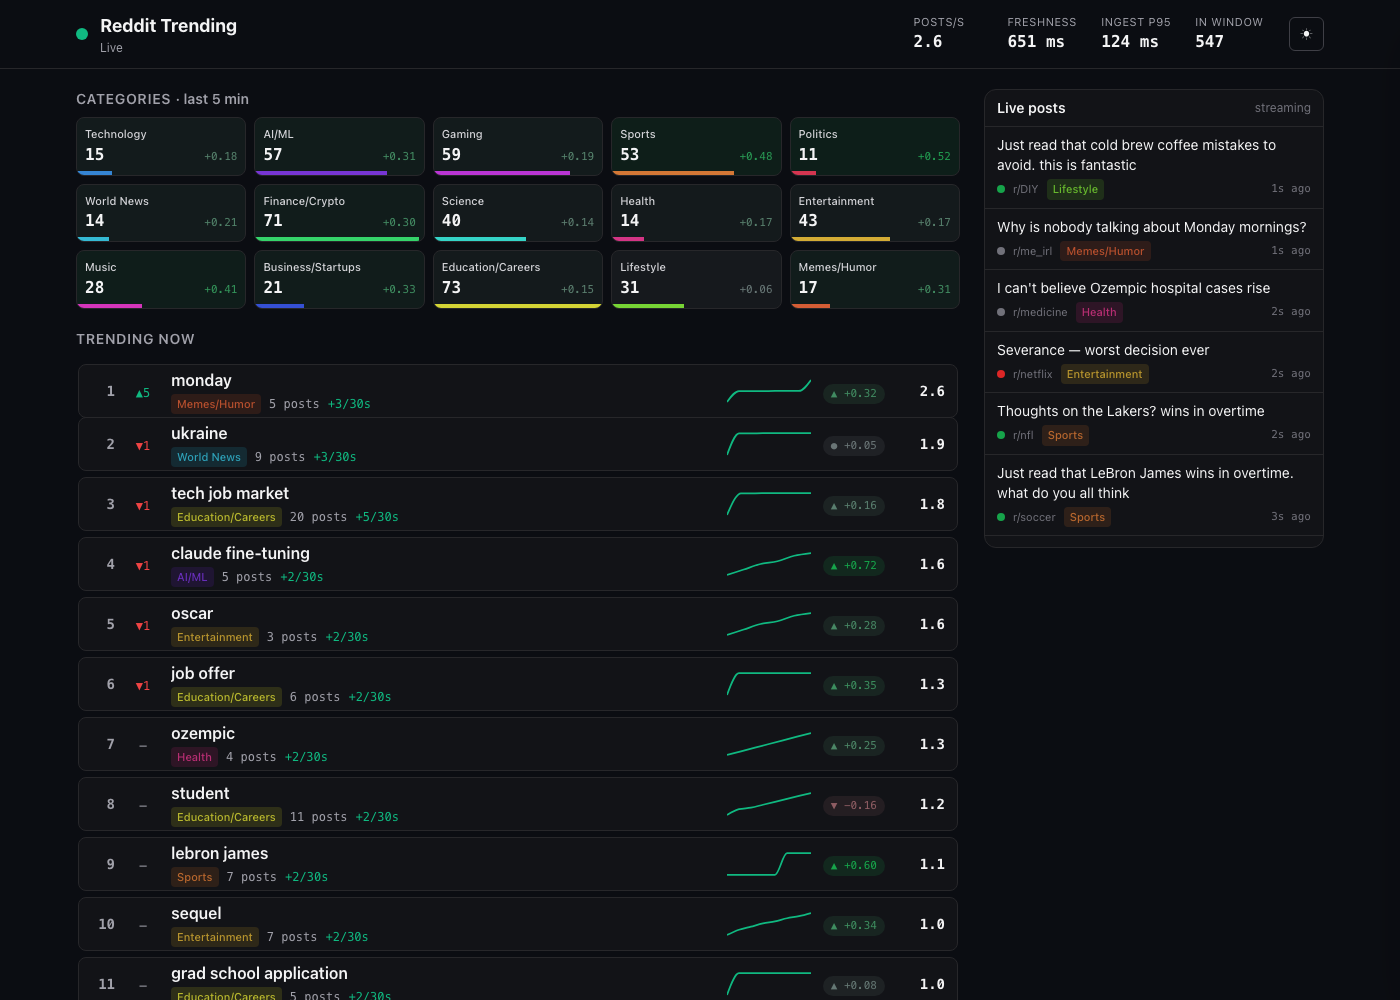 Reddit Trending
Live
POSTS/S
2.6
FRESHNESS
651 ms
INGEST P95
124 ms
IN WINDOW
547
CATEGORIES · last 5 min
Technology
15 +0.18
AI/ML
57 +0.31
Gaming
59 +0.19
Sports
53 +0.48
Politics
11 +0.52
World News
14 +0.21
Finance/Crypto
71 +0.30
Science
40 +0.14
Health
14 +0.17
Entertainment
43 +0.17
Music
28 +0.41
Business/Startups
21 +0.33
Education/Careers
73 +0.15
Lifestyle
31 +0.06
Memes/Humor
17 +0.31
TRENDING NOW
1 ▲5 monday ▲ +0.32 2.6
Memes/Humor 5 posts +3/30s
2 ▼1 ukraine ● +0.05 1.9
World News 9 posts +3/30s
3 ▼1 tech job market ▲ +0.16 1.8
Education/Careers 20 posts +5/30s
4 ▼1 claude fine-tuning ▲ +0.72 1.6
AI/ML 5 posts +2/30s
5 ▼1 oscar ▲ +0.28 1.6
Entertainment 3 posts +2/30s
6 ▼1 job offer ▲ +0.35 1.3
Education/Careers 6 posts +2/30s
7 – ozempic ▲ +0.25 1.3
Health 4 posts +2/30s
8 – student ▼ −0.16 1.2
Education/Careers 11 posts +2/30s
9 – lebron james ▲ +0.60 1.1
Sports 7 posts +2/30s
10 – sequel ▲ +0.34 1.0
Entertainment 7 posts +2/30s
11 – grad school application ▲ +0.08 1.0
Education/Careers 5 posts +2/30s
Live posts streaming
Just read that cold brew coffee mistakes to
avoid. this is fantastic
r/DIY Lifestyle 1s ago
Why is nobody talking about Monday mornings?
r/me_irl Memes/Humor 1s ago
I can't believe Ozempic hospital cases rise
r/medicine Health 2s ago
Severance — worst decision ever
r/netflix Entertainment 2s ago
Thoughts on the Lakers? wins in overtime
r/nfl Sports 2s ago
Just read that LeBron James wins in overtime.
what do you all think
r/soccer Sports 3s ago